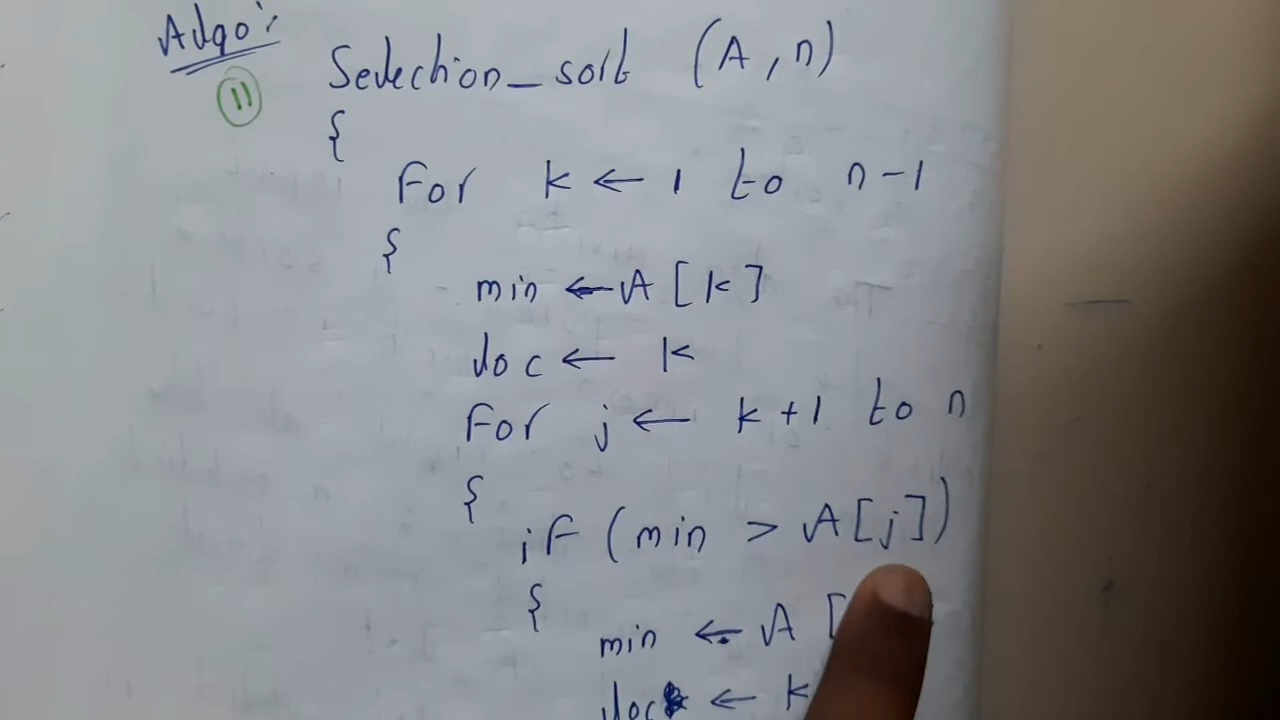 Algo:
11
Selection_sort (A, n)
{
For k ← 1 to n-1
{
min ← A[k]
loc ← k
For j ← k+1 to n
{
if (min > A[j])
{
min ← A [
loc ← k